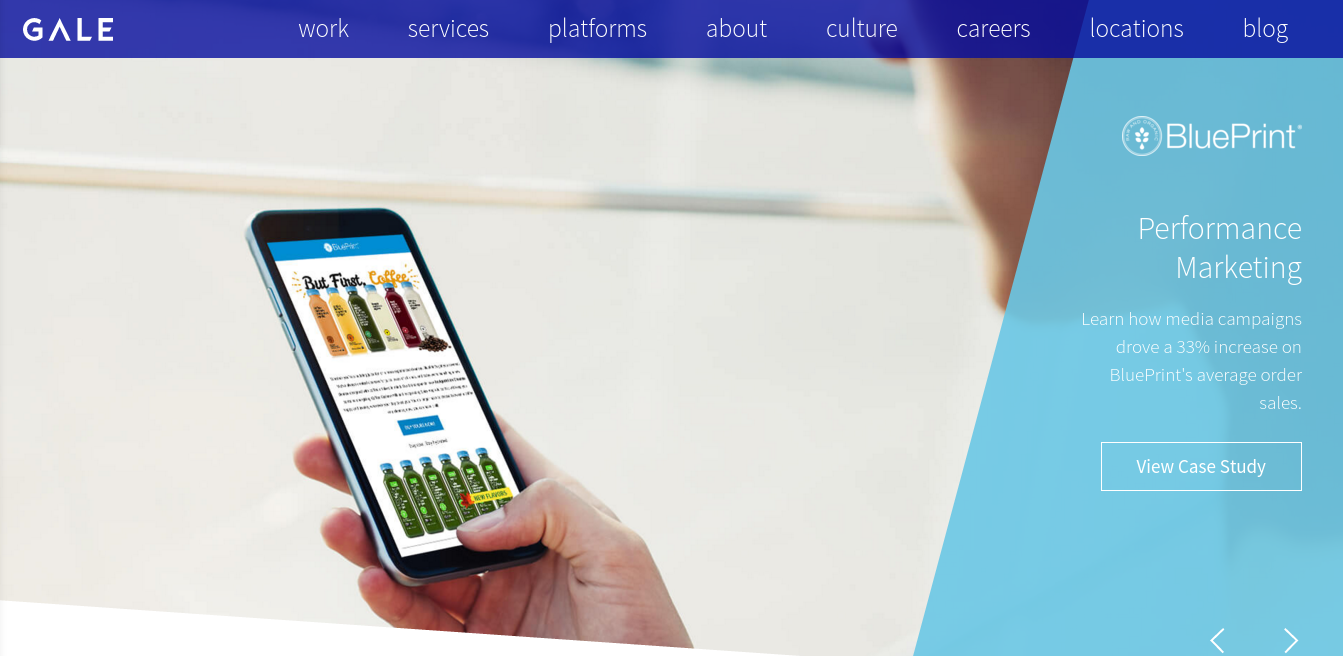 GALE
work services platforms about culture careers locations blog
BluePrint
Performance
Marketing
Learn how media campaigns
drove a 33% increase on
BluePrint's average order
sales.
View Case Study
BluePrint
But First, Coffee
NEW FLAVORS